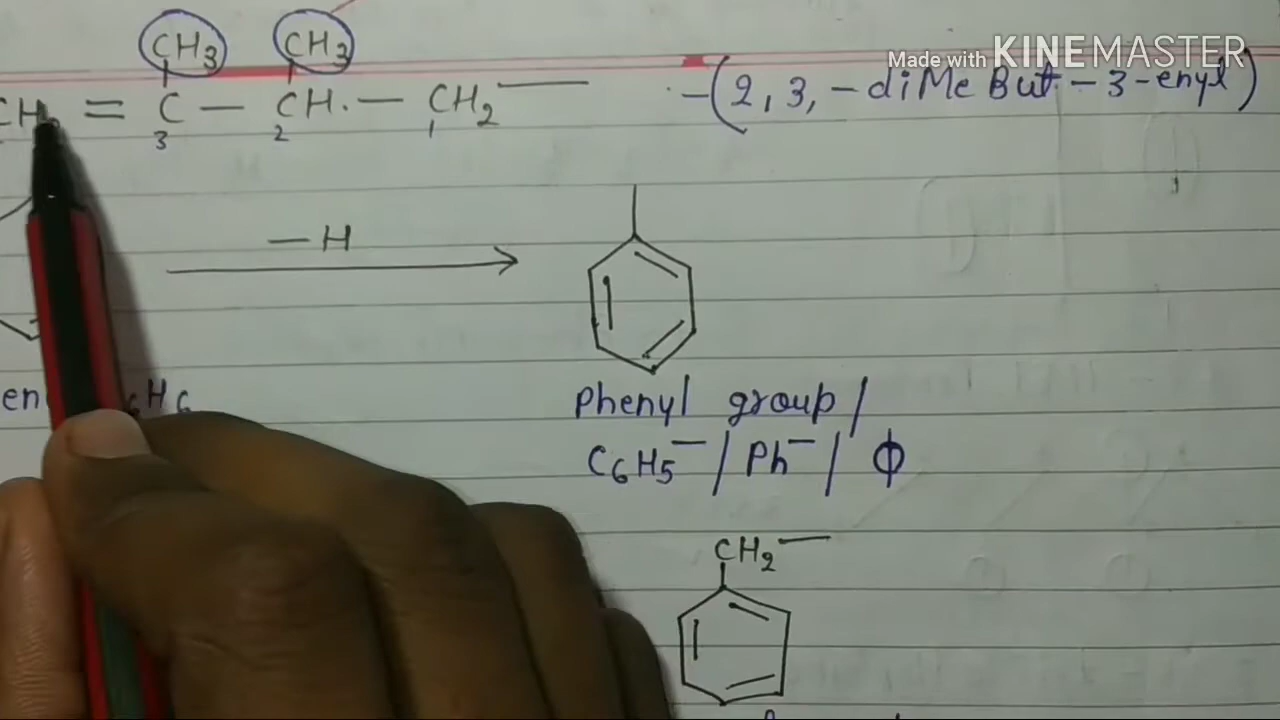 CH3 CH3
Made with KINEMASTER
CH2 = C — CH. — CH2 — -(2,3,-diMe But-3-enyl)
3 2 1
—H
Phenyl group/
H6
C6H5—/Ph—/ Φ
CH2—